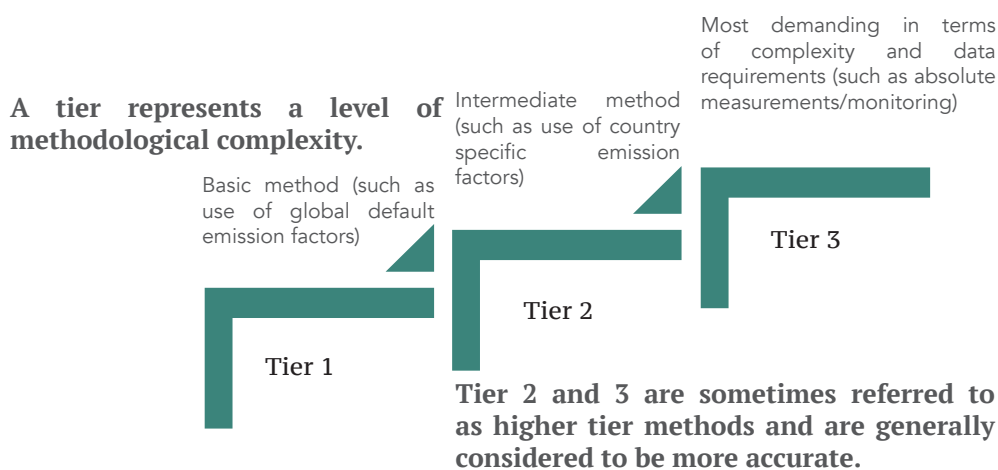 A tier represents a level of
methodological complexity.
Basic method (such as
use of global default
emission factors)
Tier 1
Intermediate method
(such as use of country
specific emission
factors)
Tier 2
Most demanding in terms
of complexity and data
requirements (such as absolute
measurements/monitoring)
Tier 3
Tier 2 and 3 are sometimes referred to
as higher tier methods and are generally
considered to be more accurate.